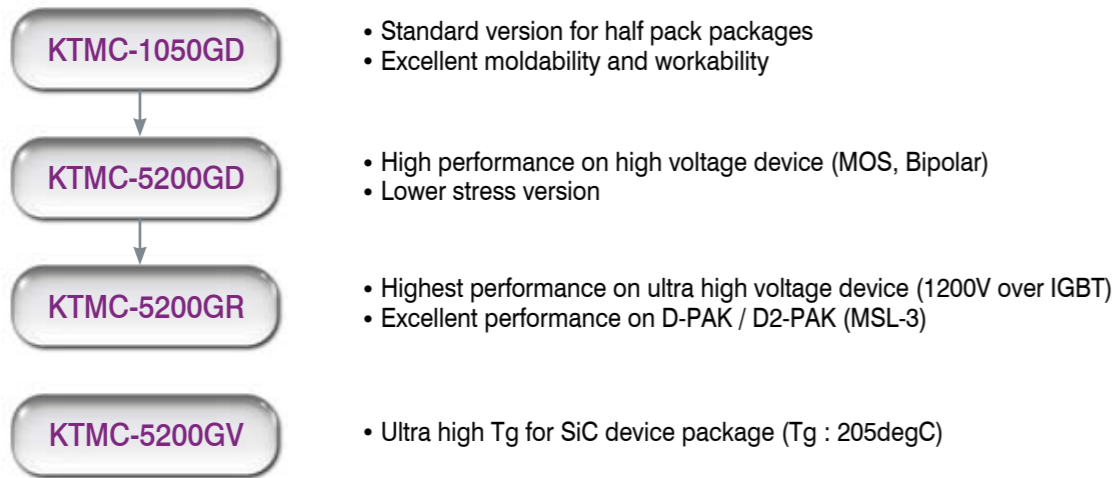 KTMC-1050GD
• Standard version for half pack packages
• Excellent moldability and workability
KTMC-5200GD
• High performance on high voltage device (MOS, Bipolar)
• Lower stress version
KTMC-5200GR
• Highest performance on ultra high voltage device (1200V over IGBT)
• Excellent performance on D-PAK / D2-PAK (MSL-3)
KTMC-5200GV
• Ultra high Tg for SiC device package (Tg : 205degC)